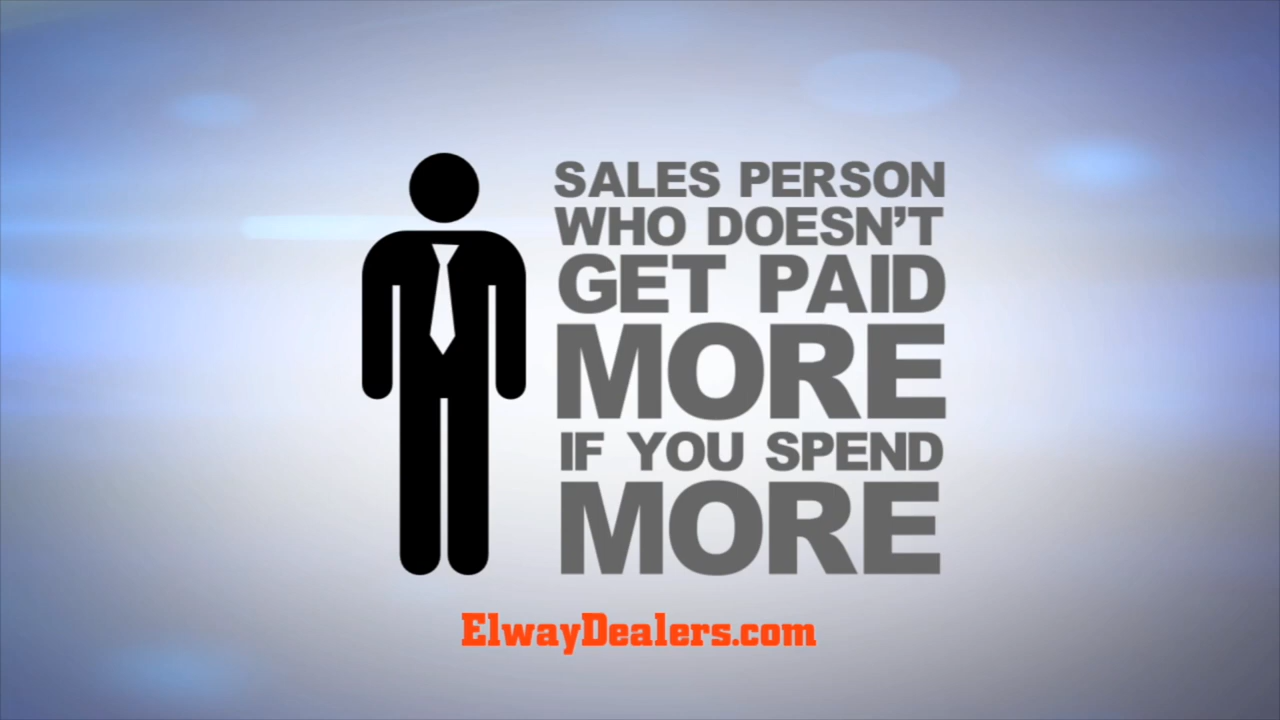 SALES PERSON
WHO DOESN'T
GET PAID
MORE
IF YOU SPEND
MORE
ElwayDealers.com